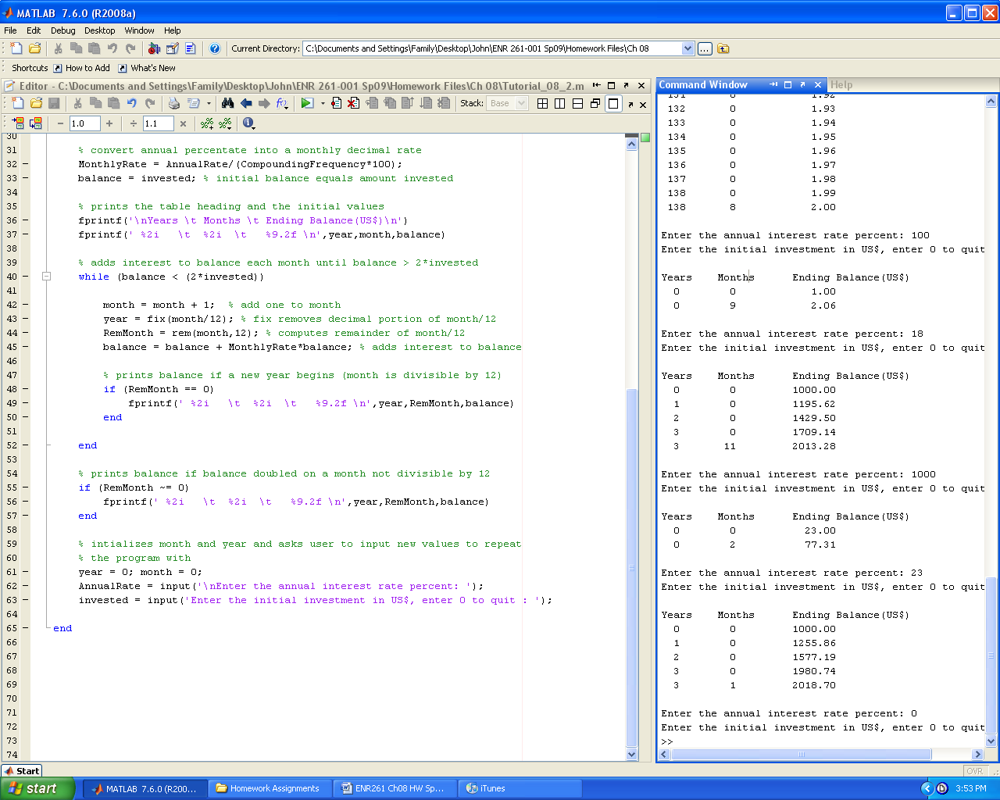 MATLAB 7.6.0 (R2008a)
File Edit Debug Desktop Window Help
Current Directory: C:\Documents and Settings\Family\Desktop\John\ENR 261-001 Sp09\Homework Files\Ch 08 ...
Shortcuts How to Add What's New
Editor - C:\Documents and Settings\Family\Desktop\John\ENR 261-001 Sp09\Homework Files\Ch 08\Tutorial_08_2.m
Stack: Base
1.0 1.1
30
31 % convert annual percentate into a monthly decimal rate
32 MonthlyRate = AnnualRate/(CompoundingFrequency*100);
33 balance = invested; % initial balance equals amount invested
34
35 % prints the table heading and the initial values
36 fprintf('\nYears \t Months \t Ending Balance(US$)\n')
37 fprintf(' %2i   \t  %2i  \t   %9.2f \n',year,month,balance)
38
39 % adds interest to balance each month until balance > 2*invested
40 while (balance < (2*invested))
41
42 month = month + 1;  % add one to month
43 year = fix(month/12); % fix removes decimal portion of month/12
44 RemMonth = rem(month,12); % computes remainder of month/12
45 balance = balance + MonthlyRate*balance; % adds interest to balance
46
47 % prints balance if a new year begins (month is divisible by 12)
48 if (RemMonth == 0)
49 fprintf(' %2i   \t  %2i  \t   %9.2f \n',year,RemMonth,balance)
50 end
51
52 end
53
54 % prints balance if balance doubled on a month not divisible by 12
55 if (RemMonth ~= 0)
56 fprintf(' %2i   \t  %2i  \t   %9.2f \n',year,RemMonth,balance)
57 end
58
59 % intializes month and year and asks user to input new values to repeat
60 % the program with
61 year = 0; month = 0;
62 AnnualRate = input('\nEnter the annual interest rate percent: ');
63 invested = input('Enter the initial investment in US$, enter 0 to quit : ');
64
65 end
66
67
68
69
70
71
72
73
74
Command Window Help
131 0 1.92
132 0 1.93
133 0 1.94
134 0 1.95
135 0 1.96
136 0 1.97
137 0 1.98
138 0 1.99
138 8 2.00
Enter the annual interest rate percent: 100
Enter the initial investment in US$, enter 0 to quit
Years Months Ending Balance(US$)
0 0 1.00
0 9 2.06
Enter the annual interest rate percent: 18
Enter the initial investment in US$, enter 0 to quit
Years Months Ending Balance(US$)
0 0 1000.00
1 0 1195.62
2 0 1429.50
3 0 1709.14
3 11 2013.28
Enter the annual interest rate percent: 1000
Enter the initial investment in US$, enter 0 to quit
Years Months Ending Balance(US$)
0 0 23.00
0 2 77.31
Enter the annual interest rate percent: 23
Enter the initial investment in US$, enter 0 to quit
Years Months Ending Balance(US$)
0 0 1000.00
1 0 1255.86
2 0 1577.19
3 0 1980.74
3 1 2018.70
Enter the annual interest rate percent: 0
Enter the initial investment in US$, enter 0 to quit
>>
Start OVR
start MATLAB 7.6.0 (R200... Homework Assignments ENR261 Ch08 HW Sp... iTunes 3:53 PM